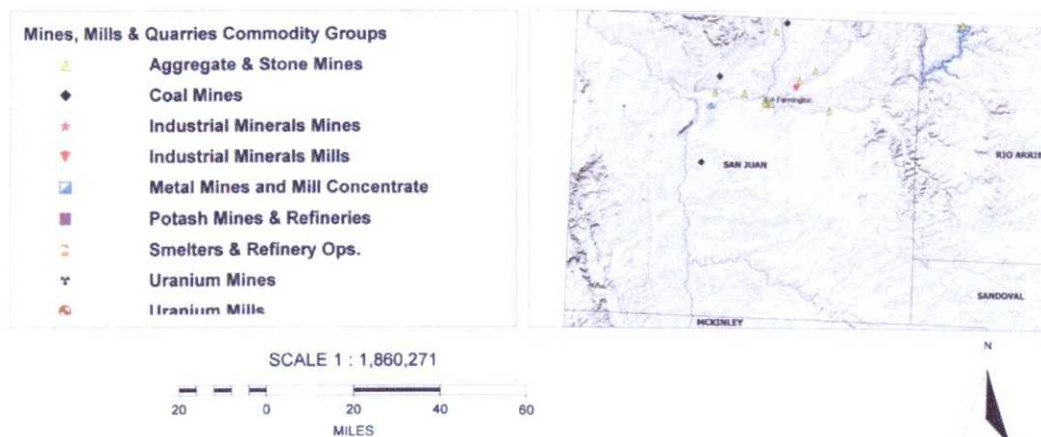 Mines, Mills & Quarries Commodity Groups
Aggregate & Stone Mines
Coal Mines
Industrial Minerals Mines
Industrial Minerals Mills
Metal Mines and Mill Concentrate
Potash Mines & Refineries
Smelters & Refinery Ops.
Uranium Mines
Uranium Mills
Farmington
SAN JUAN
RIO ARRI
SANDOVAL
MCKINLEY
SCALE 1 : 1,860,271
20 0 20 40 60
MILES
N